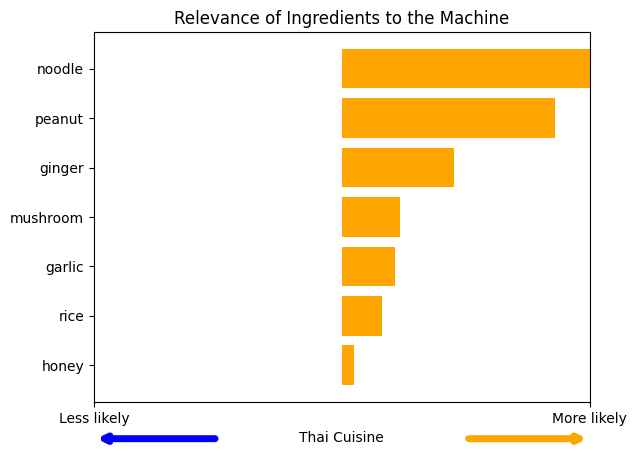 Relevance of Ingredients to the Machine
noodle
peanut
ginger
mushroom
garlic
rice
honey
Less likely
More likely
Thai Cuisine